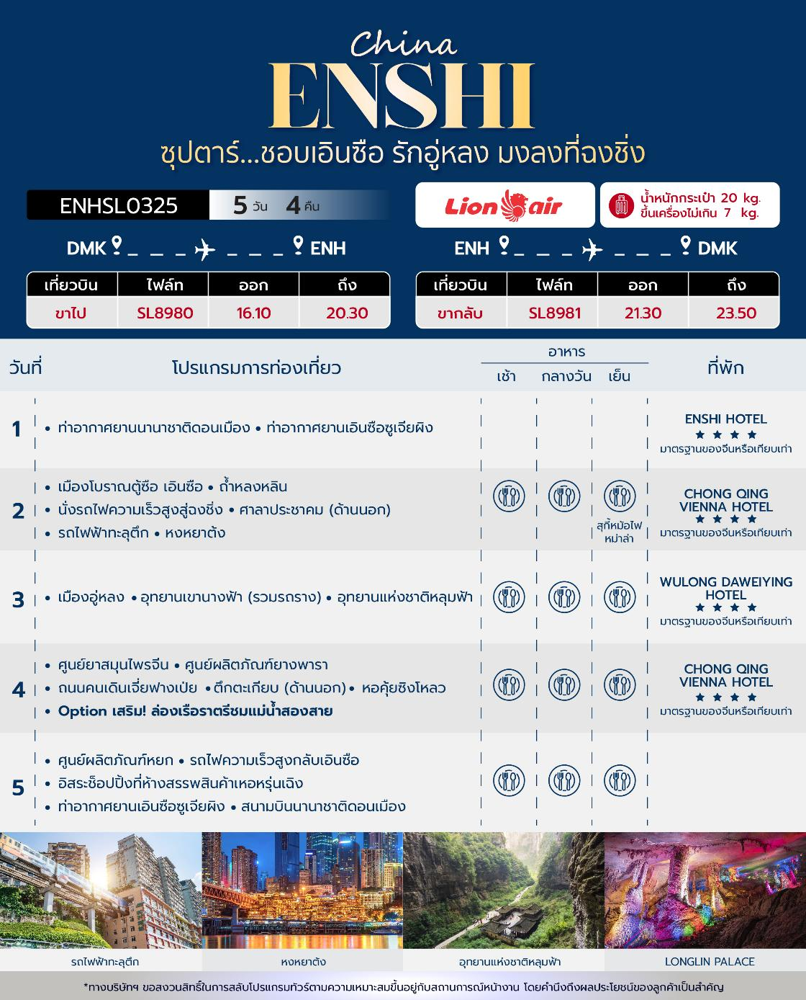 China
ENSHI
ซุปตาร์...ชอบเอินซือ รักอู่หลง มงลงที่ฉงชิ่ง
ENHSL0325 5 วัน 4 คืน
Lion air
น้ำหนักกระเป๋า 20 kg.
ขึ้นเครื่องไม่เกิน 7 kg.
DMK ENH
ENH DMK
เที่ยวบิน ไฟล์ท ออก ถึง
ขาไป SL8980 16.10 20.30
เที่ยวบิน ไฟล์ท ออก ถึง
ขากลับ SL8981 21.30 23.50
วันที่ โปรแกรมการท่องเที่ยว อาหาร ที่พัก
เช้า กลางวัน เย็น
1
• ท่าอากาศยานนานาชาติดอนเมือง • ท่าอากาศยานเอินซือซูเจียผิง
ENSHI HOTEL
★ ★ ★ ★
มาตรฐานของจีนหรือเทียบเท่า
2
• เมืองโบราณตู้ซือ เอินซือ • ถ้ำหลงหลิน
• นั่งรถไฟความเร็วสูงสู่ฉงชิ่ง • ศาลาประชาคม (ด้านนอก)
• รถไฟฟ้าทะลุตึก • หงหยาต้ง
สุกี้หม้อไฟ
หม่าล่า
CHONG QING
VIENNA HOTEL
★ ★ ★ ★
มาตรฐานของจีนหรือเทียบเท่า
3
• เมืองอู่หลง • อุทยานเขานางฟ้า (รวมรถราง) • อุทยานแห่งชาติหลุมฟ้า
WULONG DAWEIYING
HOTEL
★ ★ ★ ★
มาตรฐานของจีนหรือเทียบเท่า
4
• ศูนย์ยาสมุนไพรจีน • ศูนย์ผลิตภัณฑ์ยางพารา
• ถนนคนเดินเจี่ยฟางเป่ย • ตึกตะเกียบ (ด้านนอก) • หอคุ้ยซิงโหลว
• Option เสริม! ล่องเรือราตรีชมแม่น้ำสองสาย
CHONG QING
VIENNA HOTEL
★ ★ ★ ★
มาตรฐานของจีนหรือเทียบเท่า
5
• ศูนย์ผลิตภัณฑ์หยก • รถไฟความเร็วสูงกลับเอินซือ
• อิสระช็อปปิ้งที่ห้างสรรพสินค้าเหอหรุ่นเฉิง
• ท่าอากาศยานเอินซือซูเจียผิง • สนามบินนานาชาติดอนเมือง
รถไฟฟ้าทะลุตึก
หงหยาต้ง
อุทยานแห่งชาติหลุมฟ้า
LONGLIN PALACE
*ทางบริษัทฯ ขอสงวนสิทธิ์ในการสลับโปรแกรมทัวร์ตามความเหมาะสมขึ้นอยู่กับสถานการณ์หน้างาน โดยคำนึงถึงผลประโยชน์ของลูกค้าเป็นสำคัญ